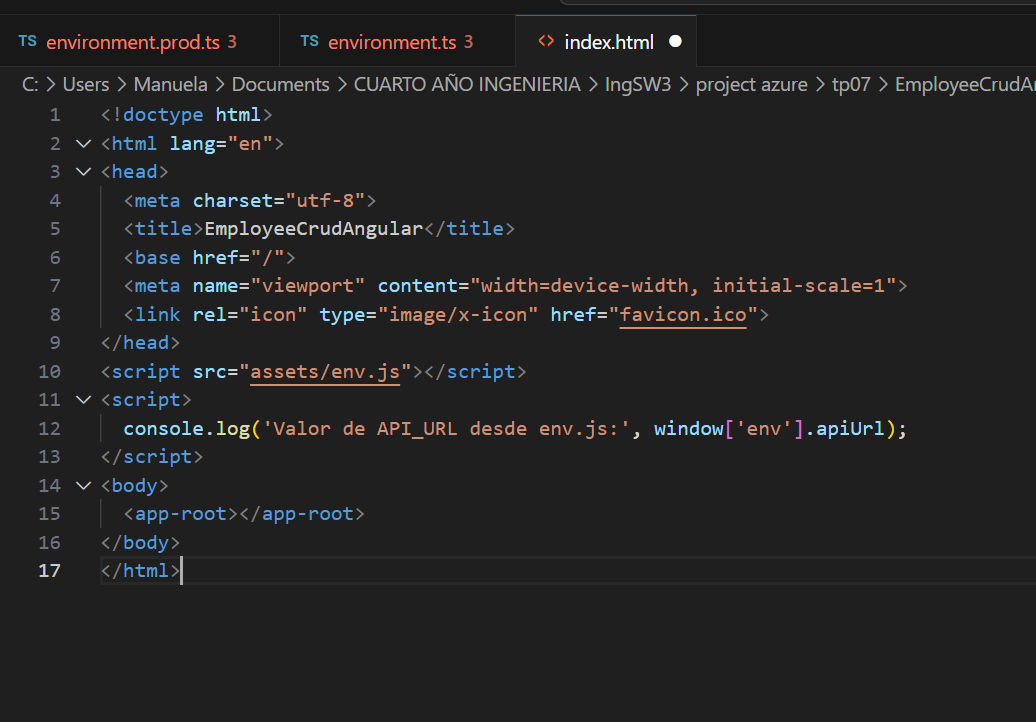 TS environment.prod.ts 3 TS environment.ts 3 <> index.html
C: > Users > Manuela > Documents > CUARTO AÑO INGENIERIA > IngSW3 > project azure > tp07 >
1 <!doctype html>
2 <html lang="en">
3 <head>
4 <meta charset="utf-8">
5 <title>EmployeeCrudAngular</title>
6 <base href="/">
7 <meta name="viewport" content="width=device-width, initial-scale=1">
8 <link rel="icon" type="image/x-icon" href="favicon.ico">
9 </head>
10 <script src="assets/env.js"></script>
11 <script>
12 console.log('Valor de API_URL desde env.js:', window['env'].apiUrl);
13 </script>
14 <body>
15 <app-root></app-root>
16 </body>
17 </html>